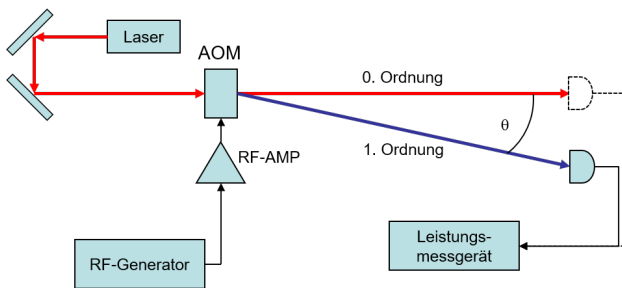 Laser
AOM
0. Ordnung
θ
1. Ordnung
RF-AMP
RF-Generator
Leistungs-
messgerät